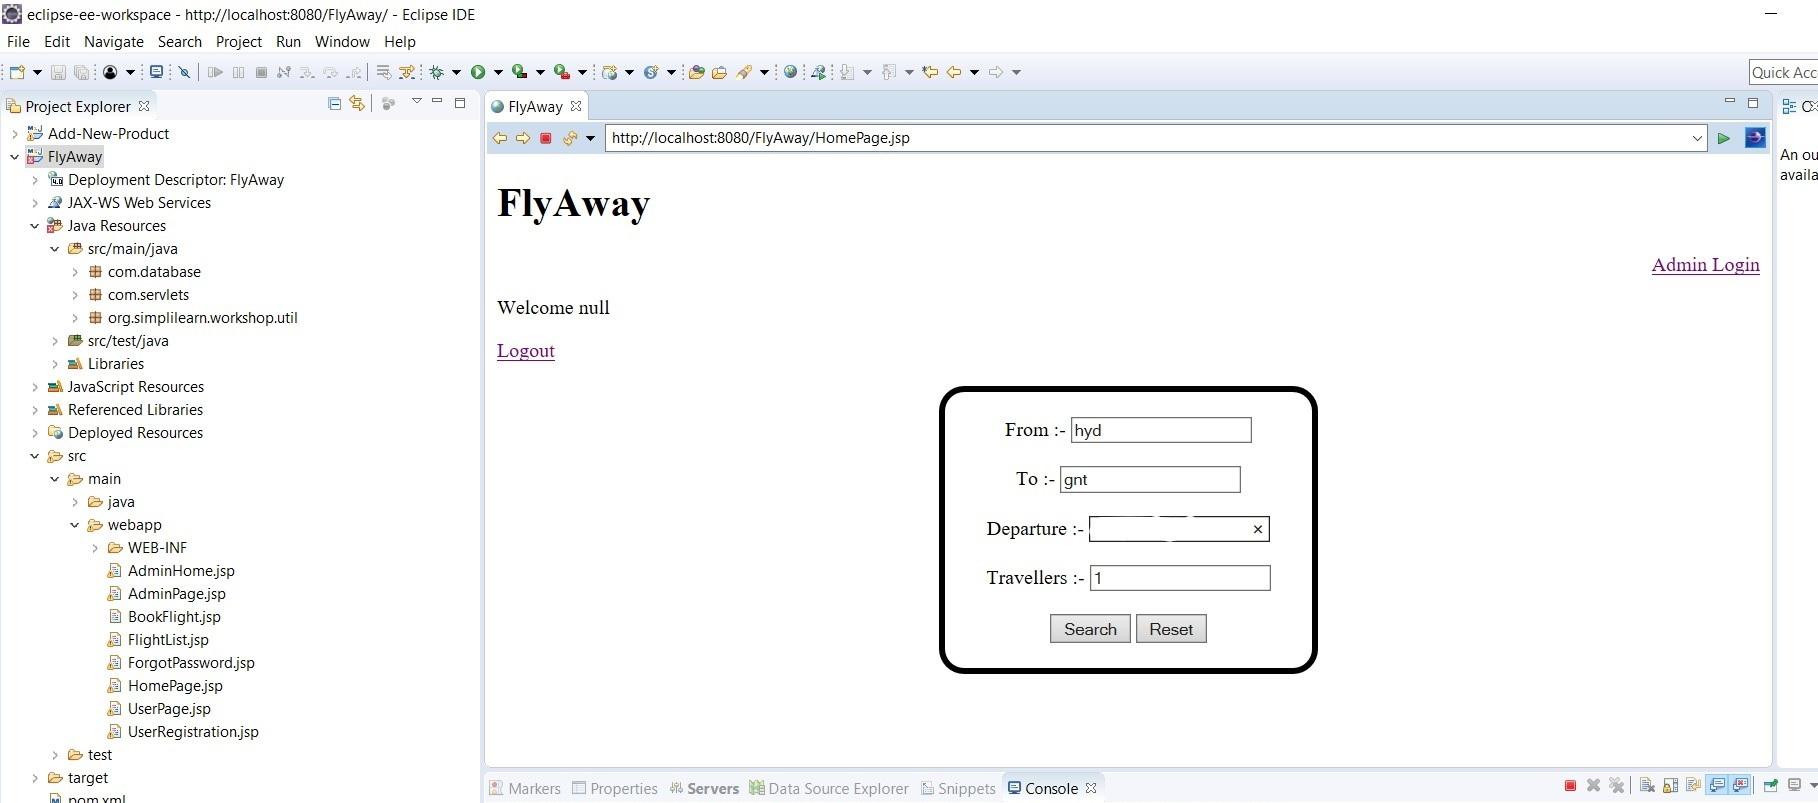 eclipse-ee-workspace - http://localhost:8080/FlyAway/ - Eclipse IDE
File Edit Navigate Search Project Run Window Help
Quick Acc
Project Explorer
Add-New-Product
FlyAway
Deployment Descriptor: FlyAway
JAX-WS Web Services
Java Resources
src/main/java
com.database
com.servlets
org.simplilearn.workshop.util
src/test/java
Libraries
JavaScript Resources
Referenced Libraries
Deployed Resources
src
main
java
webapp
WEB-INF
AdminHome.jsp
AdminPage.jsp
BookFlight.jsp
FlightList.jsp
ForgotPassword.jsp
HomePage.jsp
UserPage.jsp
UserRegistration.jsp
test
target
pom.xml
FlyAway
http://localhost:8080/FlyAway/HomePage.jsp
FlyAway
Admin Login
Welcome null
Logout
From :- hyd
To :- gnt
Departure :-
Travellers :- 1
Search Reset
An ou
availa
Markers Properties Servers Data Source Explorer Snippets Console